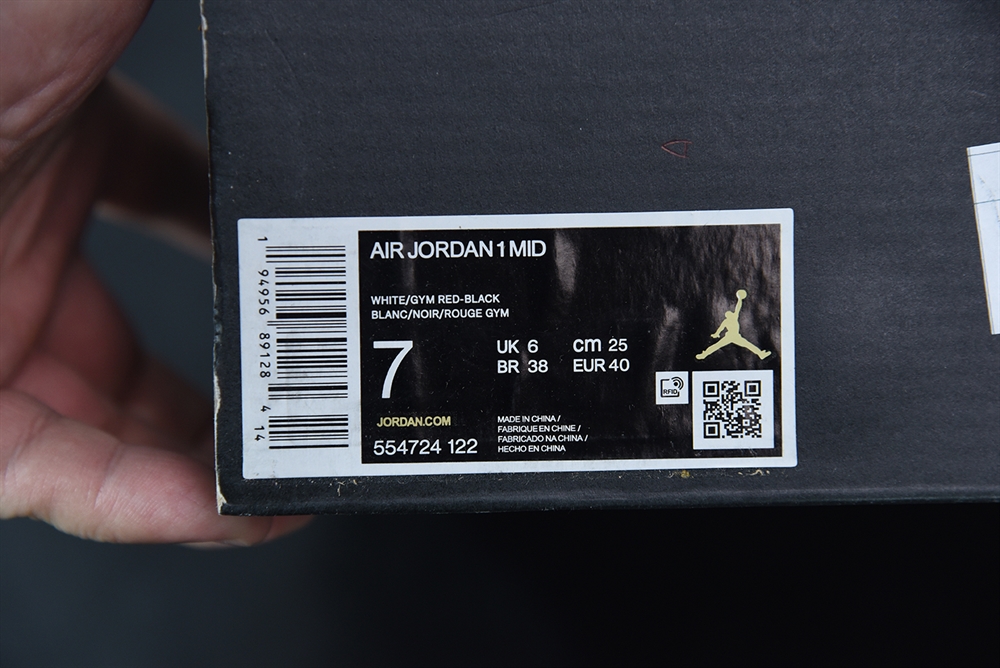 AIR JORDAN 1 MID
WHITE/GYM RED-BLACK
BLANC/NOIR/ROUGE GYM
7
UK 6
cm 25
BR 38
EUR 40
JORDAN.COM
554724 122
MADE IN CHINA /
FABRIQUE EN CHINE /
FABRICADO NA CHINA /
HECHO EN CHINA
RFID
1 94956 89128 4 14